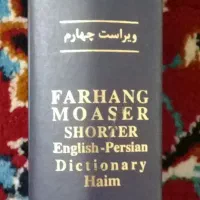 ویراست چهارم
FARHANG
MOASER
SHORTER
English-Persian
Dictionary
Haim